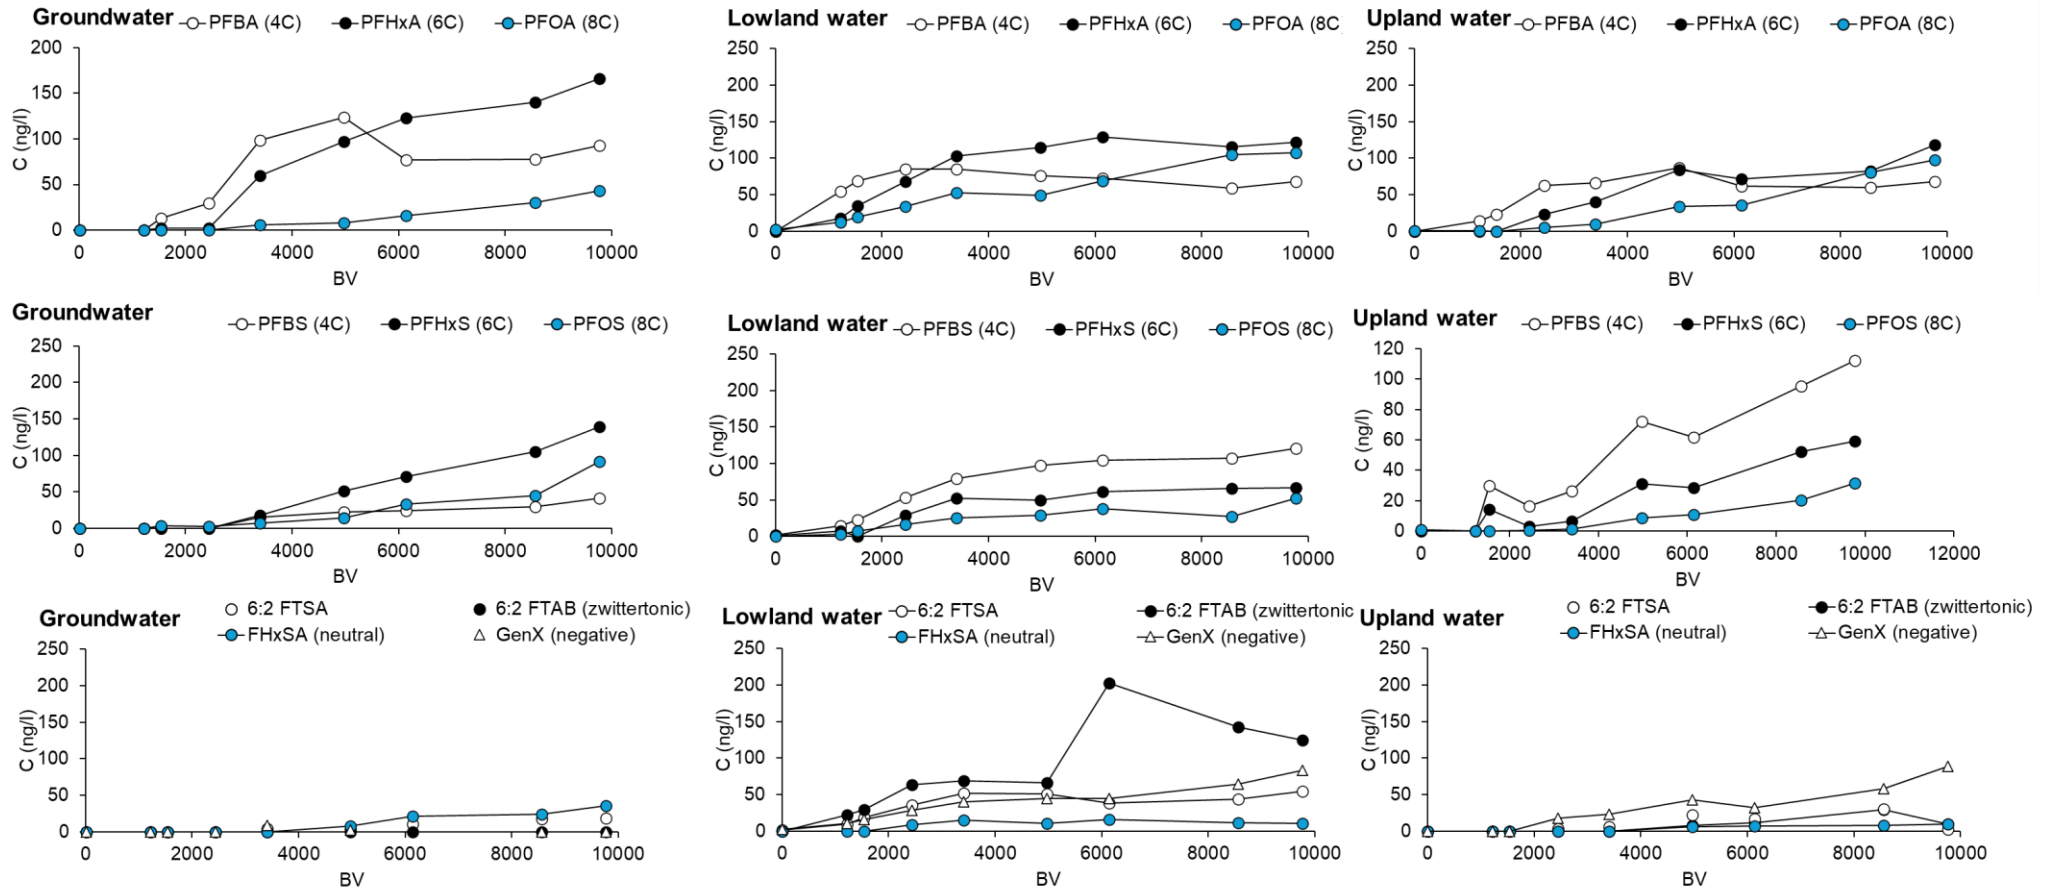 Groundwater PFBA (4C) PFHxA (6C) PFOA (8C)
200
150
100
50
0
C (ng/l)
0 2000 4000 6000 8000 10000
BV
Lowland water PFBA (4C) PFHxA (6C) PFOA (8C
250
200
150
100
50
0
C (ng/l)
0 2000 4000 6000 8000 10000
BV
Upland water PFBA (4C) PFHxA (6C) PFOA (8C)
250
200
150
100
50
0
C (ng/l)
0 2000 4000 6000 8000 10000
BV
Groundwater PFBS (4C) PFHxS (6C) PFOS (8C)
250
200
150
100
50
0
C (ng/l)
0 2000 4000 6000 8000 10000
BV
Lowland water PFBS (4C) PFHxS (6C) PFOS (8C)
250
200
150
100
50
0
C (ng/l)
0 2000 4000 6000 8000 10000
BV
Upland water PFBS (4C) PFHxS (6C) PFOS (8C)
120
100
80
60
40
20
0
C (ng/l)
0 2000 4000 6000 8000 10000 12000
BV
Groundwater 6:2 FTSA 6:2 FTAB (zwittertonic)
FHxSA (neutral) GenX (negative)
250
200
150
100
50
0
C (ng/l)
0 2000 4000 6000 8000 10000
BV
Lowland water 6:2 FTSA 6:2 FTAB (zwittertonic)
FHxSA (neutral) GenX (negative)
250
200
150
100
50
0
C (ng/l)
0 2000 4000 6000 8000 10000
BV
Upland water 6:2 FTSA 6:2 FTAB (zwittertonic)
FHxSA (neutral) GenX (negative)
250
200
150
100
50
0
C (ng/l)
0 2000 4000 6000 8000 10000
BV